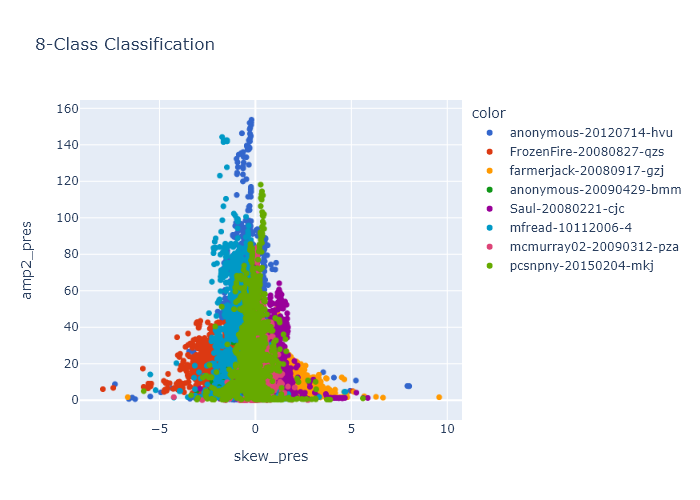 8-Class Classification
color
anonymous-20120714-hvu
FrozenFire-20080827-qzs
farmerjack-20080917-gzj
anonymous-20090429-bmm
Saul-20080221-cjc
mfread-10112006-4
mcmurray02-20090312-pza
pcsnpny-20150204-mkj
amp2_pres
160
140
120
100
80
60
40
20
0
−5
0
5
10
skew_pres